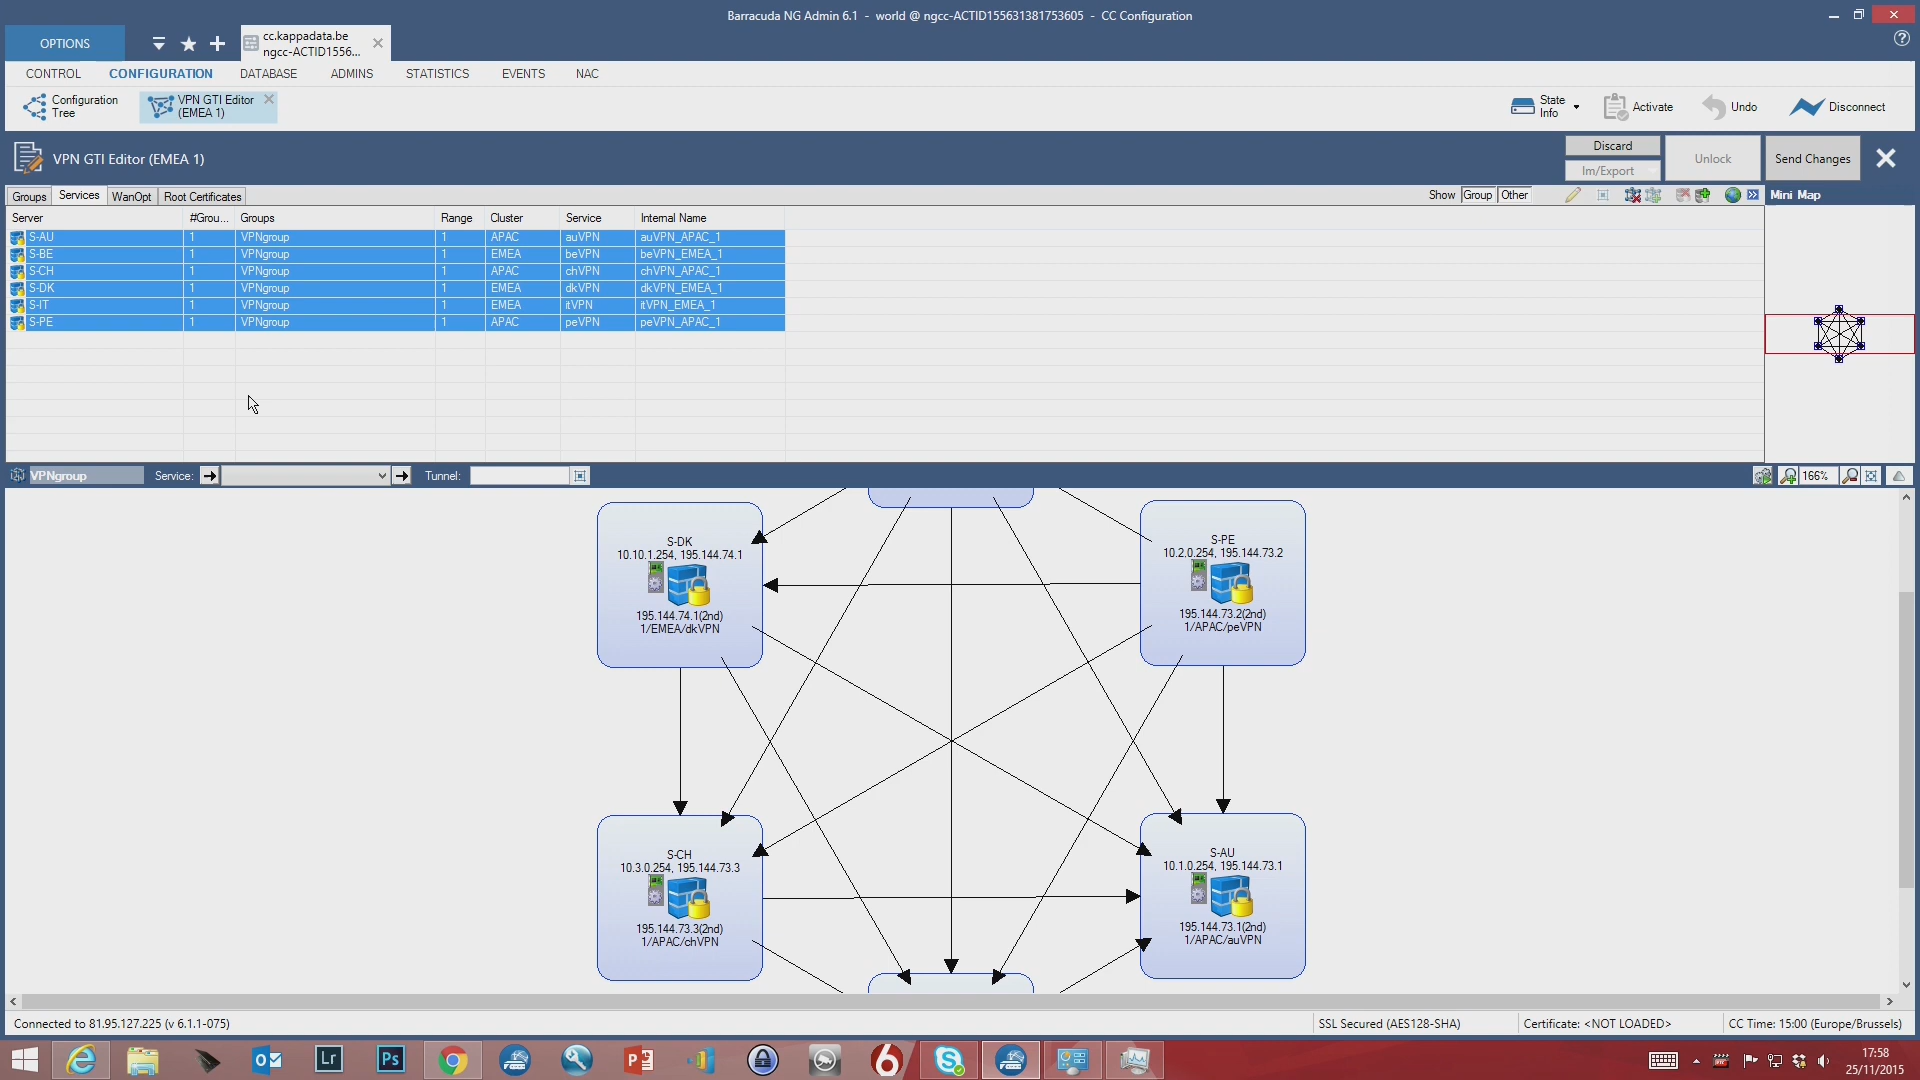 Barracuda NG Admin 6.1 - world @ ngcc-ACTID155631381753605 - CC Configuration
OPTIONS
cc.kappadata.be
ngcc-ACTID1556...
CONTROL CONFIGURATION DATABASE ADMINS STATISTICS EVENTS NAC
Configuration Tree
VPN GTI Editor (EMEA 1)
State Info
Activate
Undo
Disconnect
VPN GTI Editor (EMEA 1)
Discard
Im/Export
Unlock
Send Changes
Groups Services WanOpt Root Certificates
Show Group Other
Mini Map
Server #Grou... Groups Range Cluster Service Internal Name
S-AU 1 VPNgroup 1 APAC auVPN auVPN_APAC_1
S-BE 1 VPNgroup 1 EMEA beVPN beVPN_EMEA_1
S-CH 1 VPNgroup 1 APAC chVPN chVPN_APAC_1
S-DK 1 VPNgroup 1 EMEA dkVPN dkVPN_EMEA_1
S-IT 1 VPNgroup 1 EMEA itVPN itVPN_EMEA_1
S-PE 1 VPNgroup 1 APAC peVPN peVPN_APAC_1
VPNgroup Service: Tunnel: 166%
S-DK
10.10.1.254, 195.144.74.1
195.144.74.1(2nd)
1/EMEA/dkVPN
S-PE
10.2.0.254, 195.144.73.2
195.144.73.2(2nd)
1/APAC/peVPN
S-CH
10.3.0.254, 195.144.73.3
195.144.73.3(2nd)
1/APAC/chVPN
S-AU
10.1.0.254, 195.144.73.1
195.144.73.1(2nd)
1/APAC/auVPN
Connected to 81.95.127.225 (v 6.1.1-075)
SSL Secured (AES128-SHA)
Certificate: <NOT LOADED>
CC Time: 15:00 (Europe/Brussels)
Lr
Ps
17:58
25/11/2015